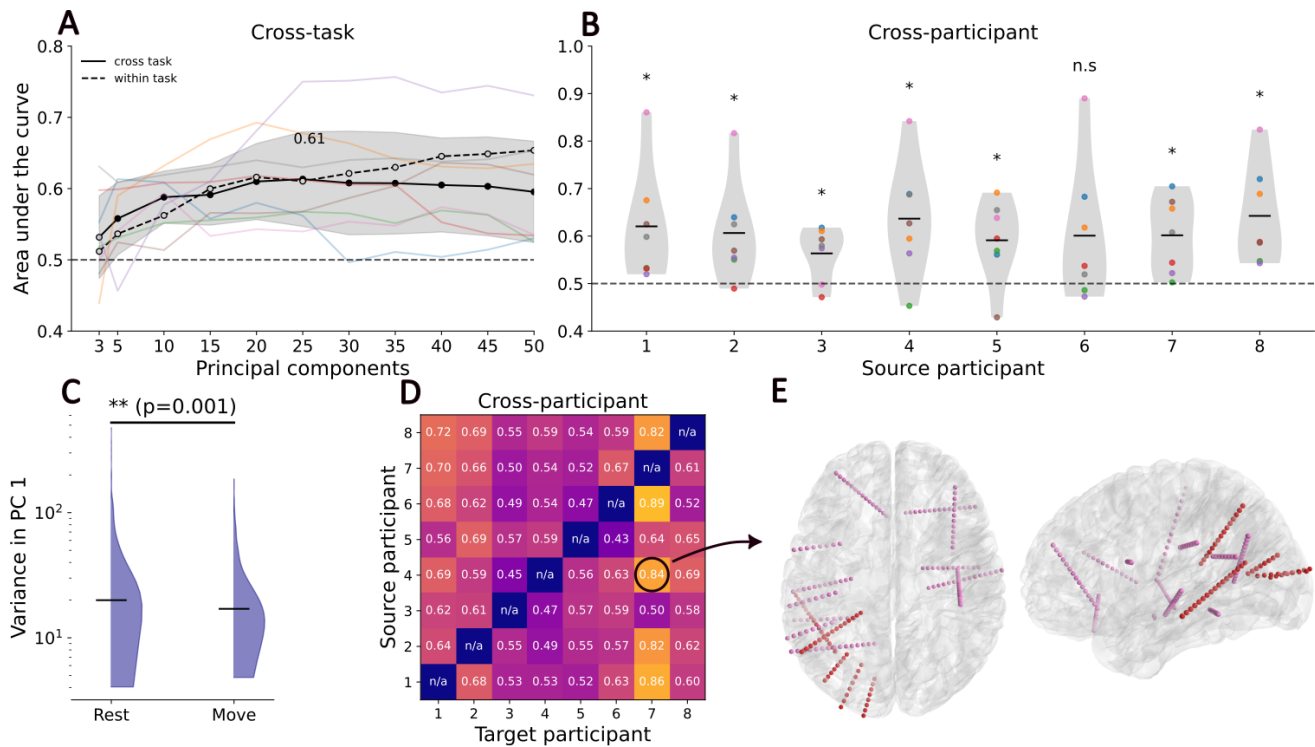 A
Cross-task
cross task
within task
0.61
Area under the curve
0.8
0.7
0.6
0.5
0.4
3 5 10 15 20 25 30 35 40 45 50
Principal components
B
Cross-participant
1.0
0.9
0.8
0.7
0.6
0.5
0.4
* * * * * n.s * *
1 2 3 4 5 6 7 8
Source participant
C
** (p=0.001)
Variance in PC 1
10²
10¹
Rest Move
D
Cross-participant
Source participant
8 0.72 0.69 0.55 0.59 0.54 0.59 0.82 n/a
7 0.70 0.66 0.50 0.54 0.52 0.67 n/a 0.61
6 0.68 0.62 0.49 0.54 0.47 n/a 0.89 0.52
5 0.56 0.69 0.57 0.59 n/a 0.43 0.64 0.65
4 0.69 0.59 0.45 n/a 0.56 0.63 0.84 0.69
3 0.62 0.61 n/a 0.47 0.57 0.59 0.50 0.58
2 0.64 n/a 0.55 0.49 0.55 0.57 0.82 0.62
1 n/a 0.68 0.53 0.53 0.52 0.63 0.86 0.60
1 2 3 4 5 6 7 8
Target participant
E